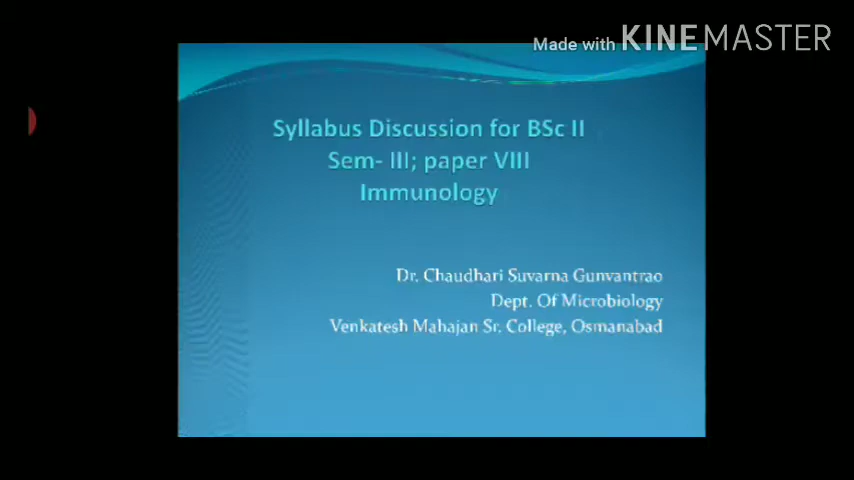 Made with KINEMASTER
Syllabus Discussion for BSc II
Sem- III; paper VIII
Immunology
Dr. Chaudhari Suvarna Gunvantrao
Dept. Of Microbiology
Venkatesh Mahajan Sr. College, Osmanabad